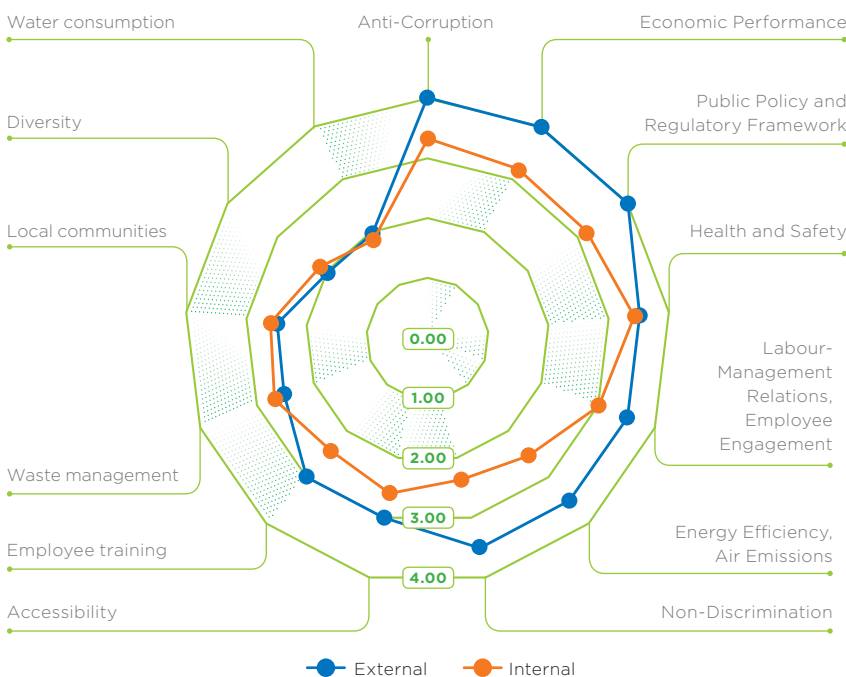 Water consumption
Anti-Corruption
Economic Performance
Diversity
Public Policy and
Regulatory Framework
Local communities
Health and Safety
0.00
Labour-
Management
Relations,
Employee
Engagement
1.00
2.00
Waste management
3.00
Energy Efficiency,
Air Emissions
Employee training
4.00
Accessibility
Non-Discrimination
External
Internal